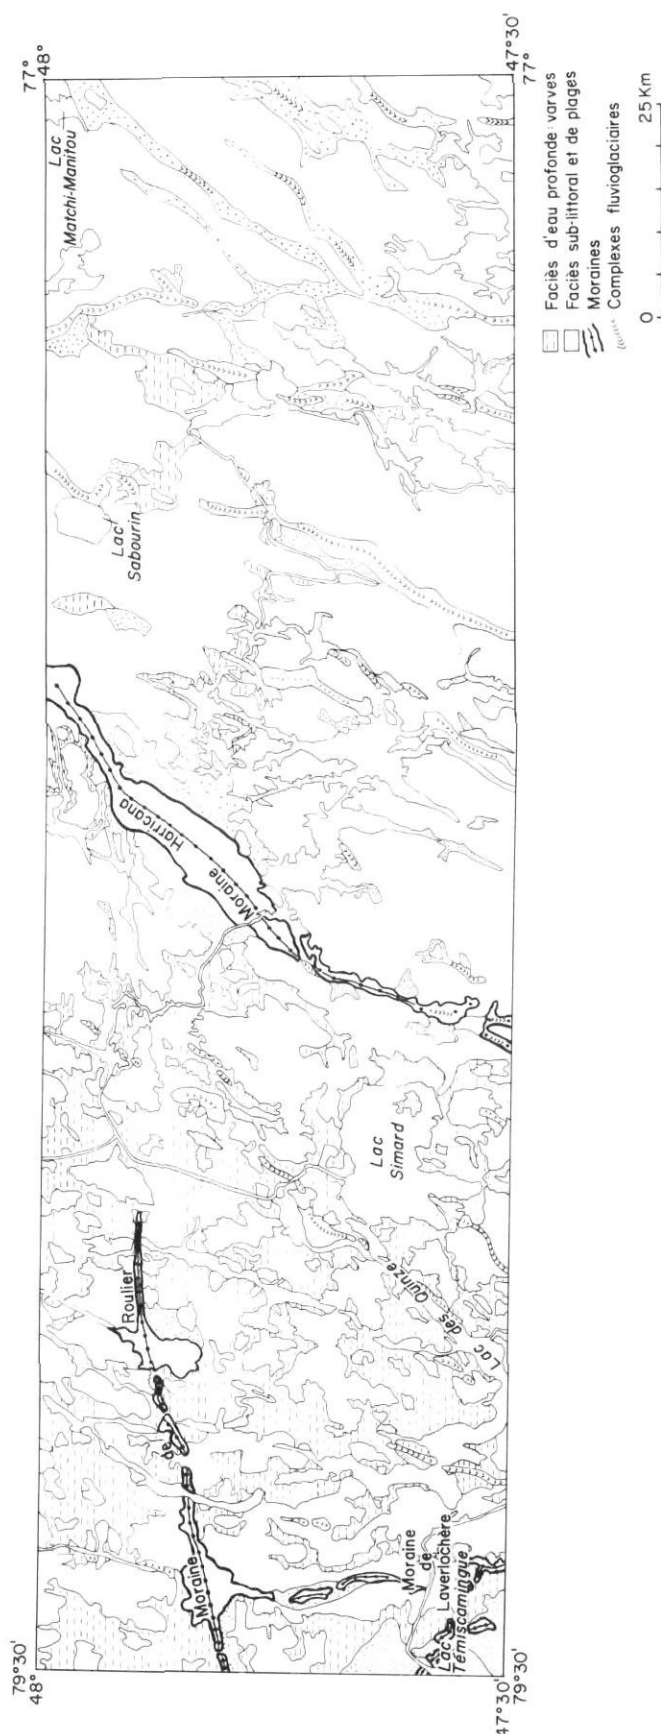 79°30'
48°
77°
48°
Lac
Matchi-Manitou
Lac
Sabourin
Moraine Harricana
Lac
Simard
Roulier
de
Moraine
Lac des Quinze
Moraine
de
Laverlochère
Lac
Témiscamingue
47°30'
79°30'
47°30'
77°
Faciès d'eau profonde: varves
Faciès sub-littoral et de plages
Moraines
Complexes fluvioglaciaires
0 25 Km